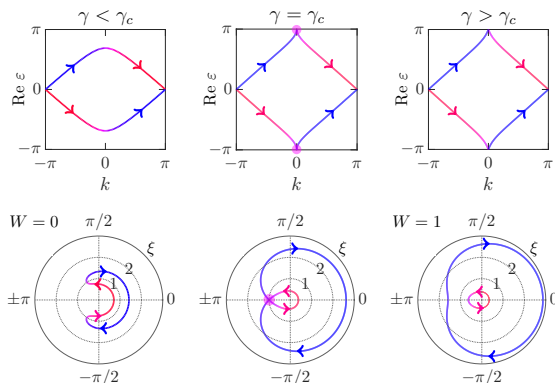 γ < γc
γ = γc
γ > γc
π
0
−π
Re ε
−π
0
π
k
π
0
−π
Re ε
−π
0
π
k
π
0
−π
Re ε
−π
0
π
k
W = 0
π/2
ξ
2
1
±π
0
−π/2
π/2
ξ
2
1
±π
0
−π/2
W = 1
π/2
ξ
2
1
±π
0
−π/2